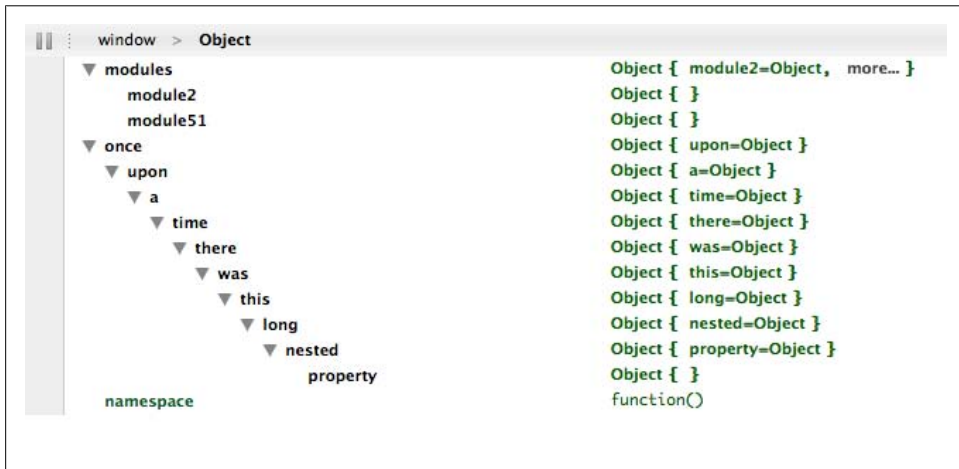 window > Object
modules Object { module2=Object, more... }
module2 Object { }
module51 Object { }
once Object { upon=Object }
upon Object { a=Object }
a Object { time=Object }
time Object { there=Object }
there Object { was=Object }
was Object { this=Object }
this Object { long=Object }
long Object { nested=Object }
nested Object { property=Object }
property Object { }
namespace function()